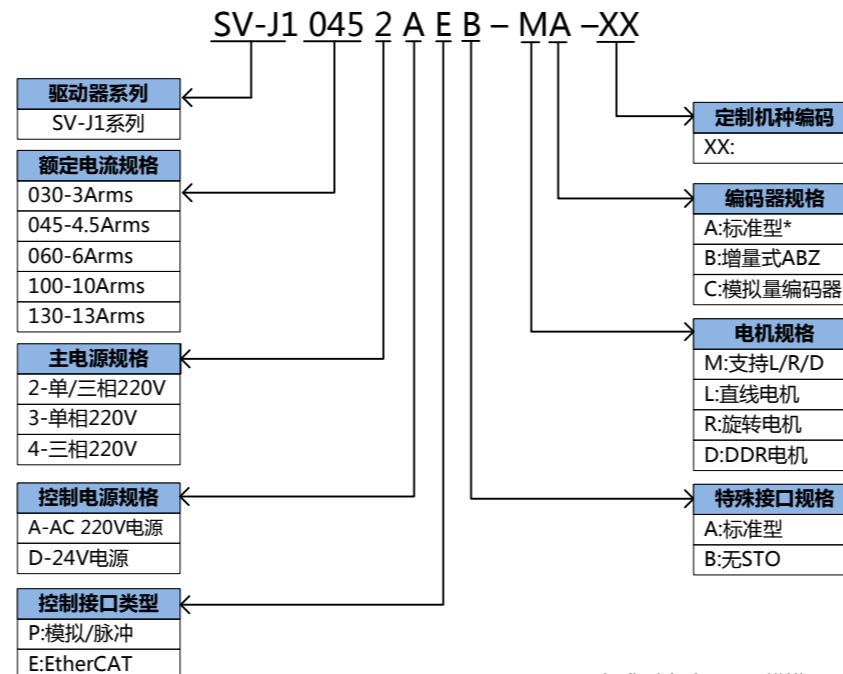 SV-J1 045 2 A E B – MA –XX
驱动器系列
SV-J1系列
额定电流规格
030-3Arms
045-4.5Arms
060-6Arms
100-10Arms
130-13Arms
主电源规格
2-单/三相220V
3-单相220V
4-三相220V
控制电源规格
A-AC 220V电源
D-24V电源
控制接口类型
P:模拟/脉冲
E:EtherCAT
定制机种编码
XX:
编码器规格
A:标准型*
B:增量式ABZ
C:模拟量编码器
电机规格
M:支持L/R/D
L:直线电机
R:旋转电机
D:DDR电机
特殊接口规格
A:标准型
B:无STO